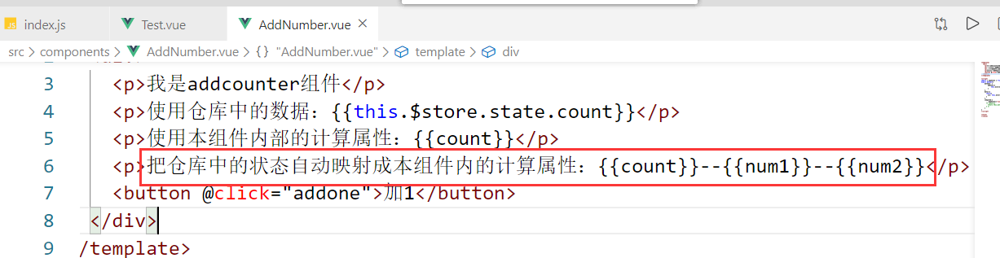 JS index.js Test.vue AddNumber.vue ×
src > components > AddNumber.vue > {} "AddNumber.vue" > template > div
3 <p>我是addcounter组件</p>
4 <p>使用仓库中的数据：{{this.$store.state.count}}</p>
5 <p>使用本组件内部的计算属性：{{count}}</p>
6 <p>把仓库中的状态自动映射成本组件内的计算属性：{{count}}--{{num1}}--{{num2}}</p>
7 <button @click="addone">加1</button>
8 </div>
9 /template>